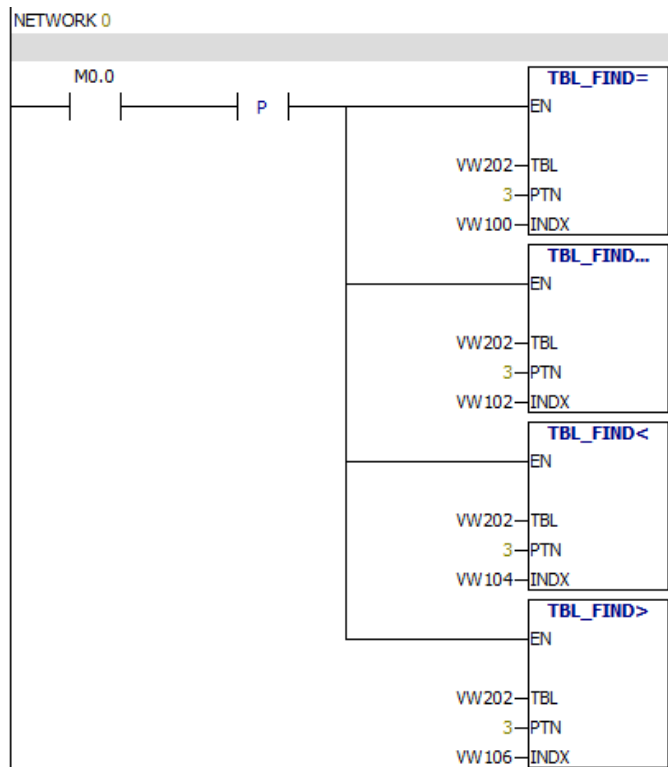 NETWORK 0
M0.0
P
TBL_FIND=
EN
VW202 TBL
3 PTN
VW100 INDX
TBL_FIND...
EN
VW202 TBL
3 PTN
VW102 INDX
TBL_FIND<
EN
VW202 TBL
3 PTN
VW104 INDX
TBL_FIND>
EN
VW202 TBL
3 PTN
VW106 INDX